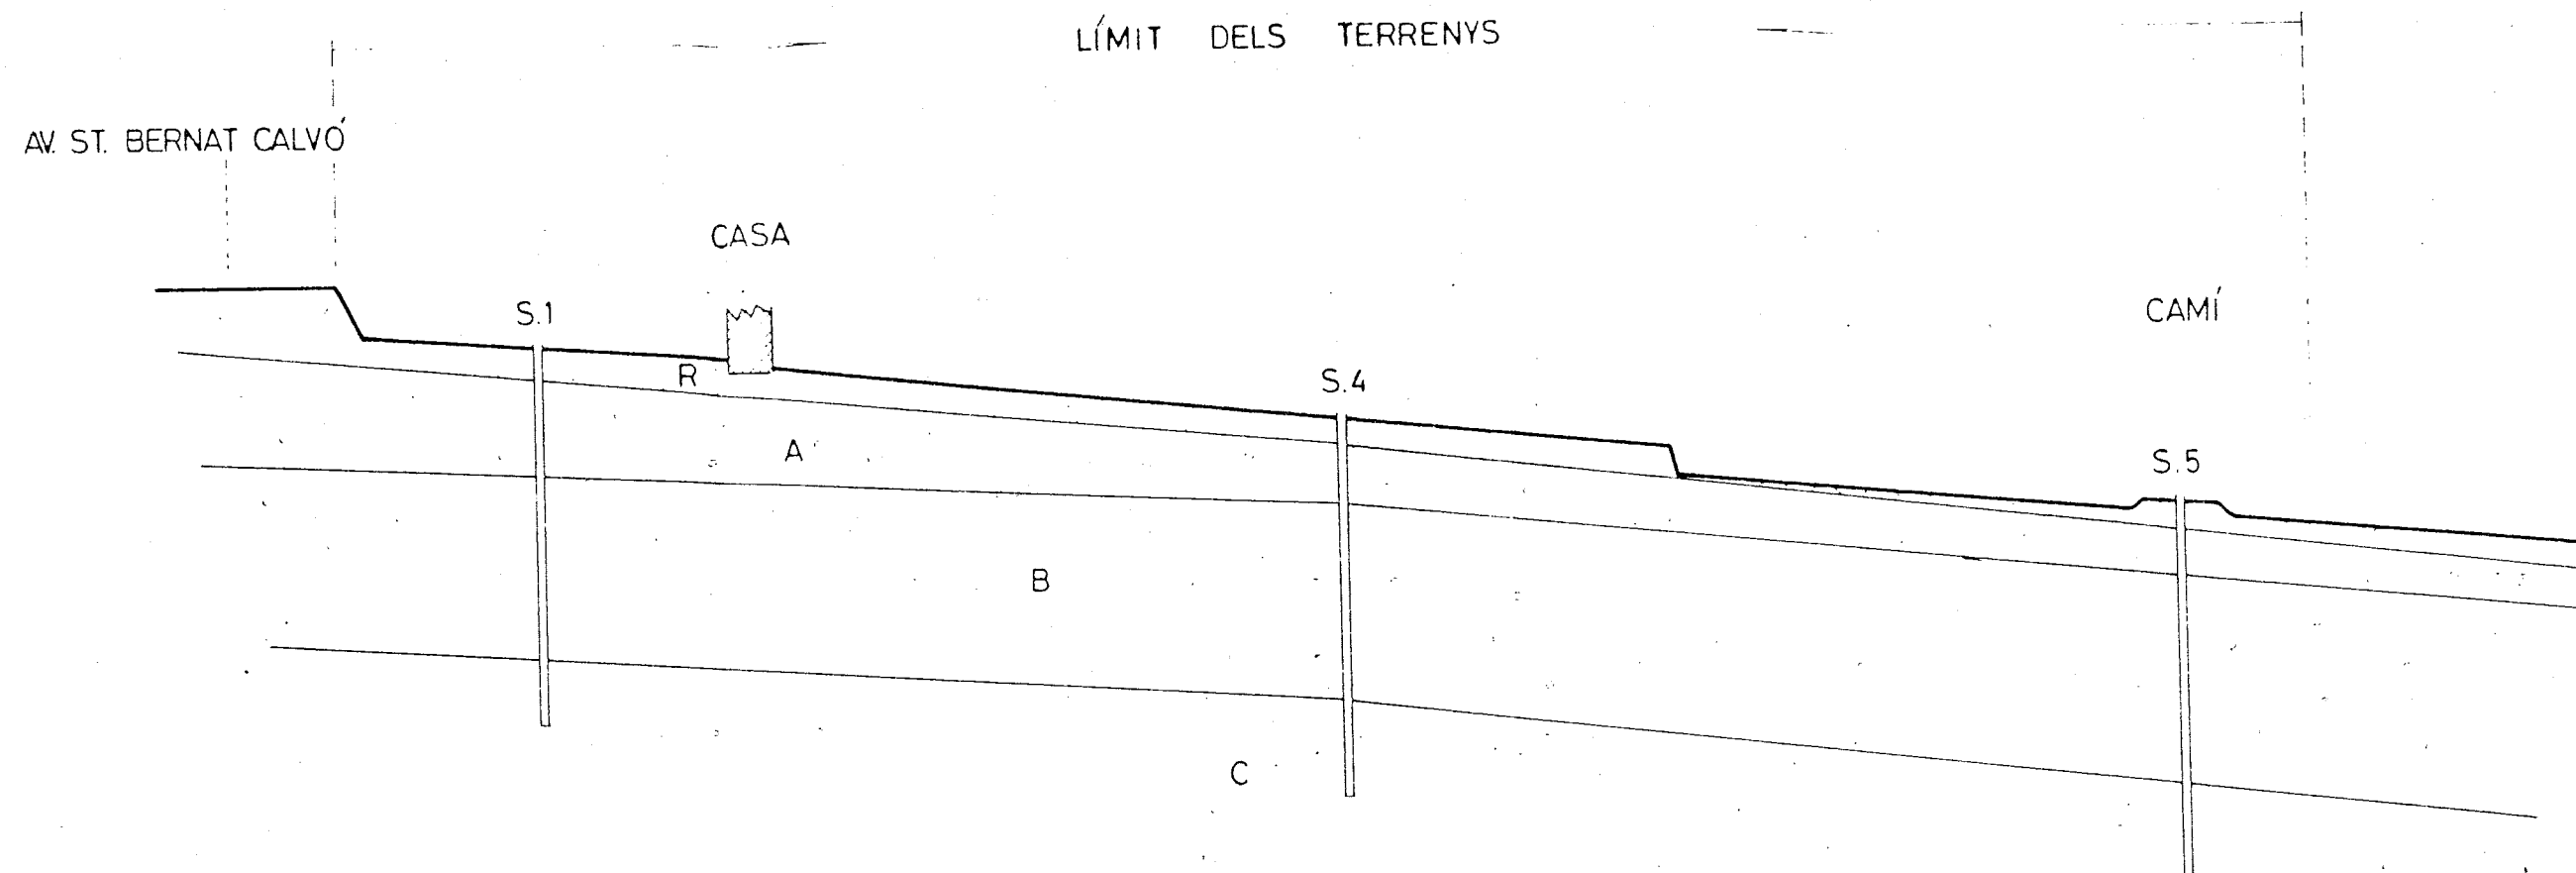 LÍMIT DELS TERRENYS
AV. ST. BERNAT CALVÓ
CASA
S.1
CAMÍ
R
S.4
A
S.5
B
C